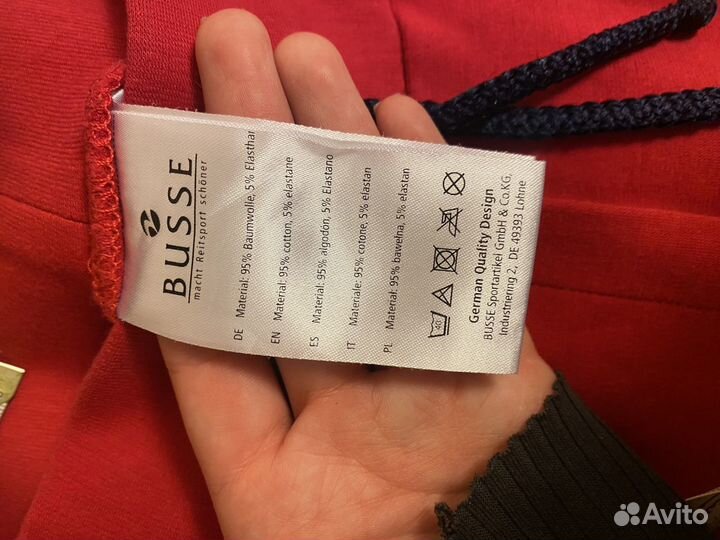 BUSSE
macht Reitsport schöner
DE Material: 95% Baumwolle, 5% Elasthan
EN Material: 95% cotton, 5% elastane
ES Material: 95% algodón, 5% Elastano
IT Materiale: 95% cotone, 5% elastan
PL Material: 95% bawełna, 5% elastan
40
German Quality Design
BUSSE Sportartikel GmbH & Co.KG,
Industriering 2, DE 49393 Lohne
Avito